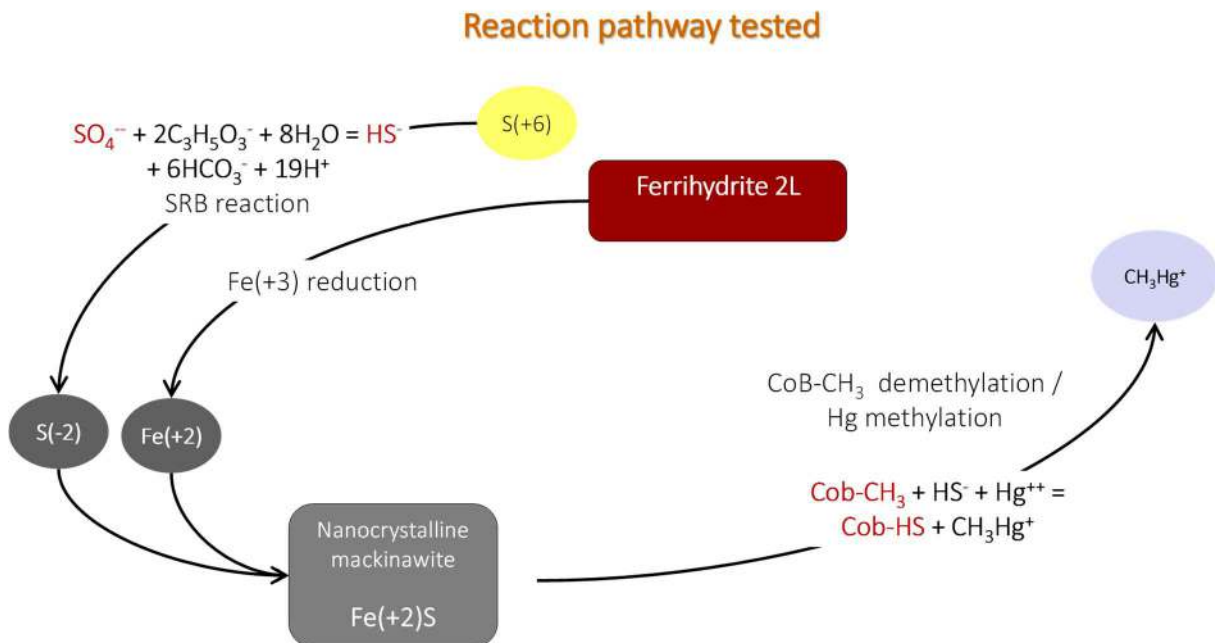 Reaction pathway tested
SO₄⁻⁻ + 2C₃H₅O₃⁻ + 8H₂O = HS⁻
+ 6HCO₃⁻ + 19H⁺
SRB reaction
S(+6)
Ferrihydrite 2L
Fe(+3) reduction
CH₃Hg⁺
S(-2)
Fe(+2)
CoB-CH₃ demethylation /
Hg methylation
Cob-CH₃ + HS⁻ + Hg⁺⁺ =
Cob-HS + CH₃Hg⁺
Nanocrystalline
mackinawite
Fe(+2)S